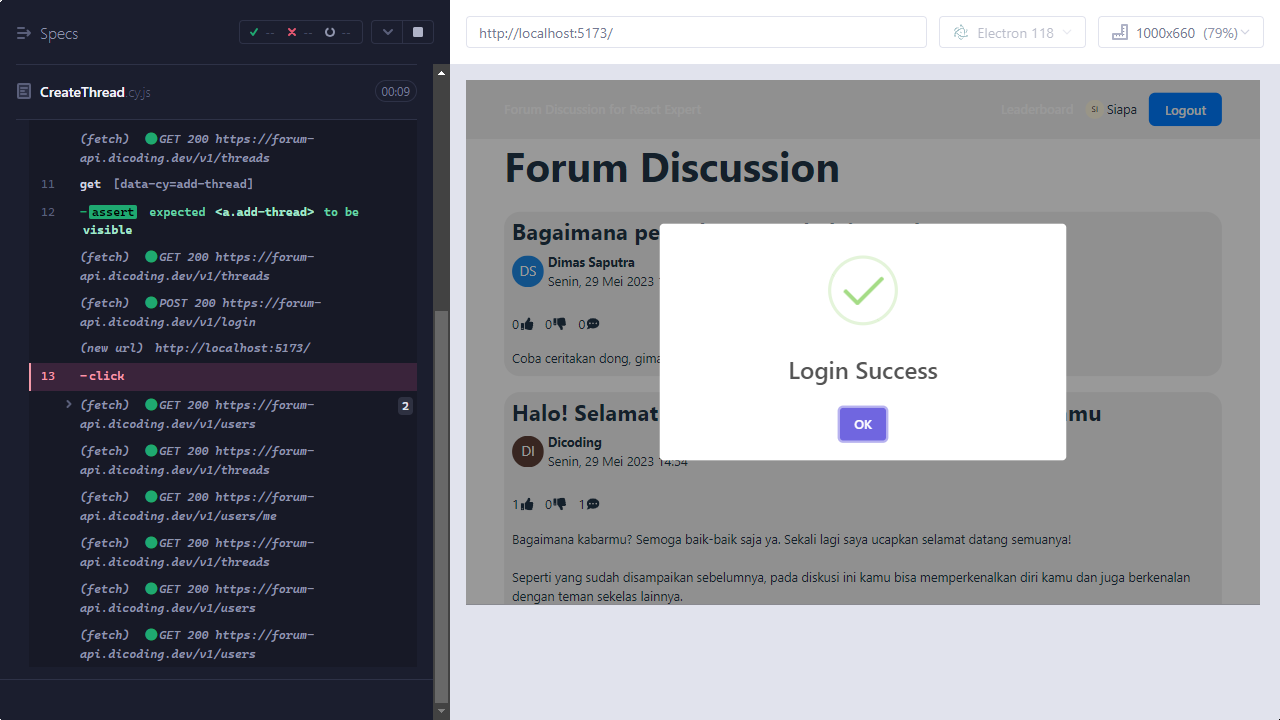 Specs
-- -- --
CreateThread.cy.js 00:09
(fetch) GET 200 https://forum-
api.dicoding.dev/v1/threads
11 get [data-cy=add-thread]
12 -assert expected <a.add-thread> to be
visible
(fetch) GET 200 https://forum-
api.dicoding.dev/v1/threads
(fetch) POST 200 https://forum-
api.dicoding.dev/v1/login
(new url) http://localhost:5173/
13 -click
(fetch) GET 200 https://forum- 2
api.dicoding.dev/v1/users
(fetch) GET 200 https://forum-
api.dicoding.dev/v1/threads
(fetch) GET 200 https://forum-
api.dicoding.dev/v1/users/me
(fetch) GET 200 https://forum-
api.dicoding.dev/v1/threads
(fetch) GET 200 https://forum-
api.dicoding.dev/v1/users
(fetch) GET 200 https://forum-
api.dicoding.dev/v1/users
http://localhost:5173/ Electron 118 1000x660 (79%)
Forum Discussion for React Expert Leaderboard SI Siapa Logout
Forum Discussion
Bagaimana
DS Dimas Saputra
Senin, 29 Mei 2023
0 0 0
Coba ceritakan dong,
Login Success
OK
Halo! Selamat
DI Dicoding
Senin, 29 Mei 2023 14:54
1 0 1
Bagaimana kabarmu? Semoga baik-baik saja ya. Sekali lagi saya ucapkan selamat datang semuanya!
Seperti yang sudah disampaikan sebelumnya, pada diskusi ini kamu bisa memperkenalkan diri kamu dan juga berkenalan
dengan teman sekelas lainnya.